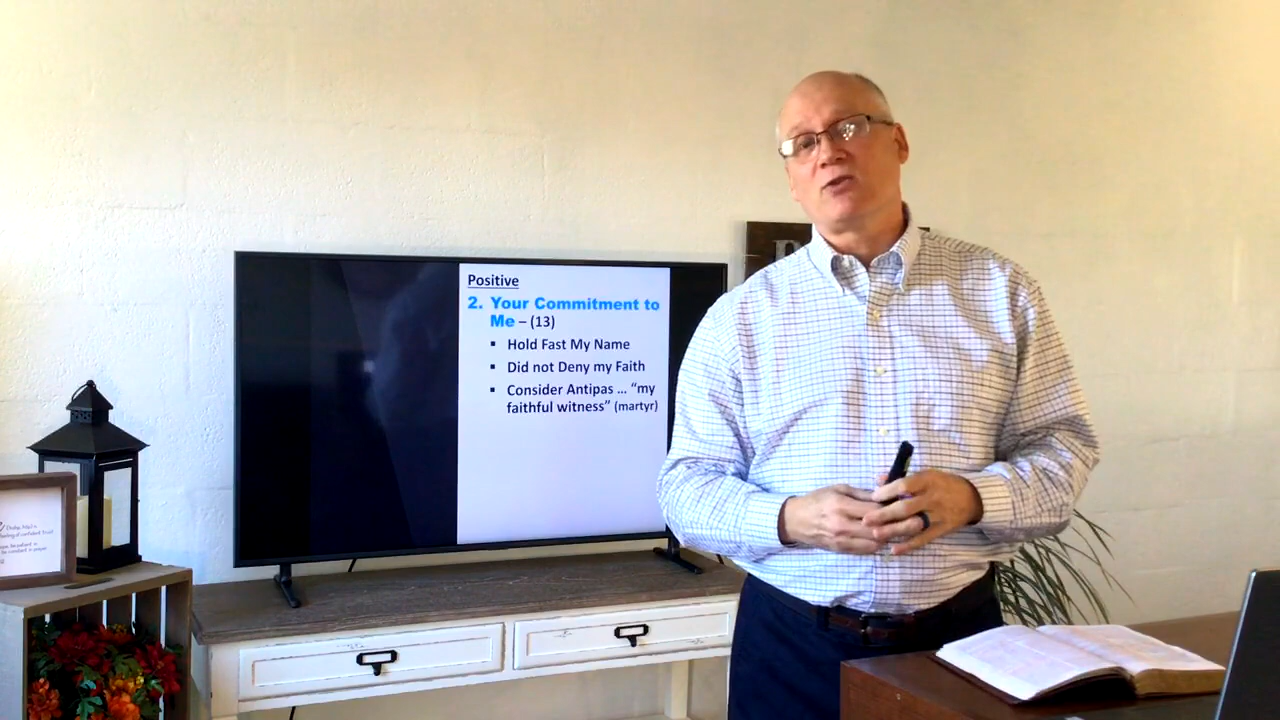 Positive
2. Your Commitment to
Me – (13)
▪ Hold Fast My Name
▪ Did not Deny my Faith
▪ Consider Antipas ... “my
faithful witness” (martyr)